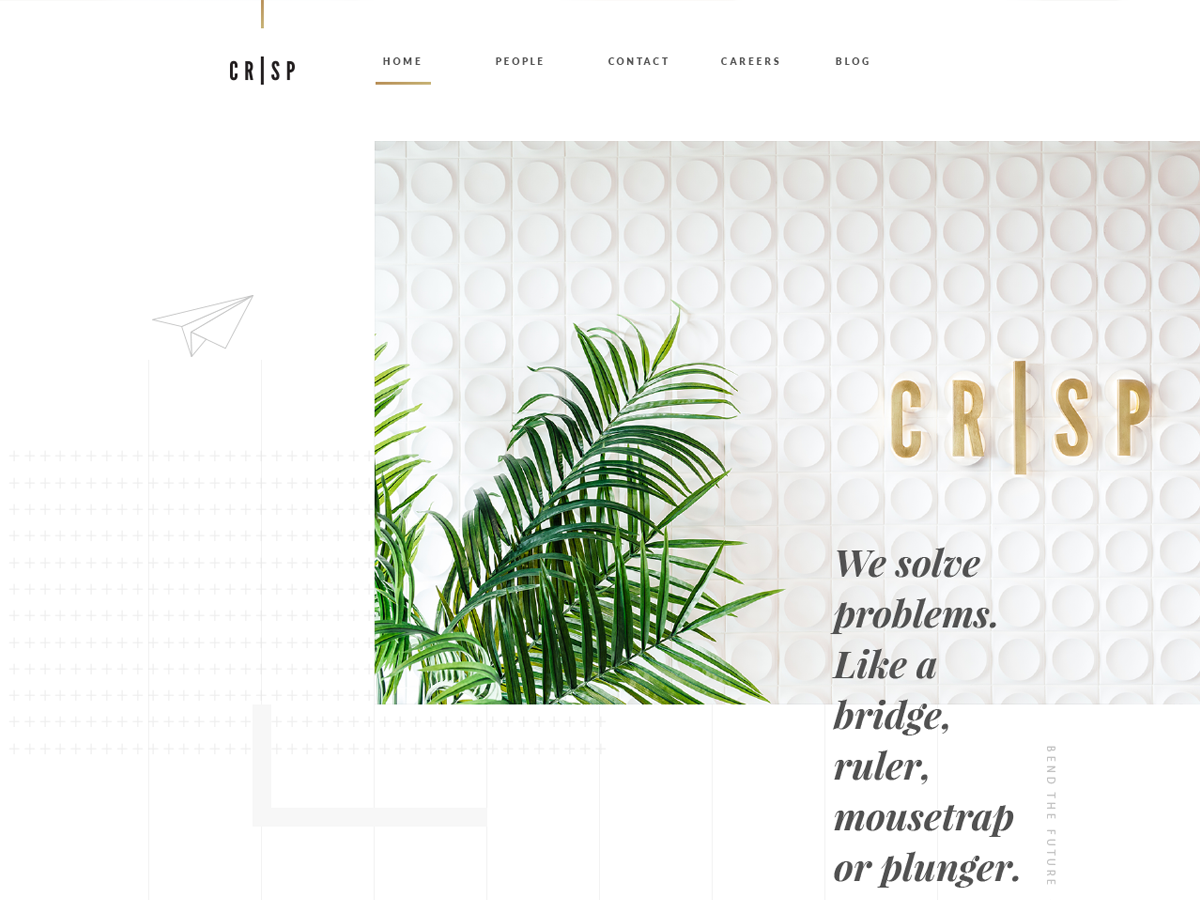 CR|SP
HOME PEOPLE CONTACT CAREERS BLOG
CR|SP
We solve
problems.
Like a
bridge,
ruler,
mousetrap
or plunger.
BEND THE FUTURE